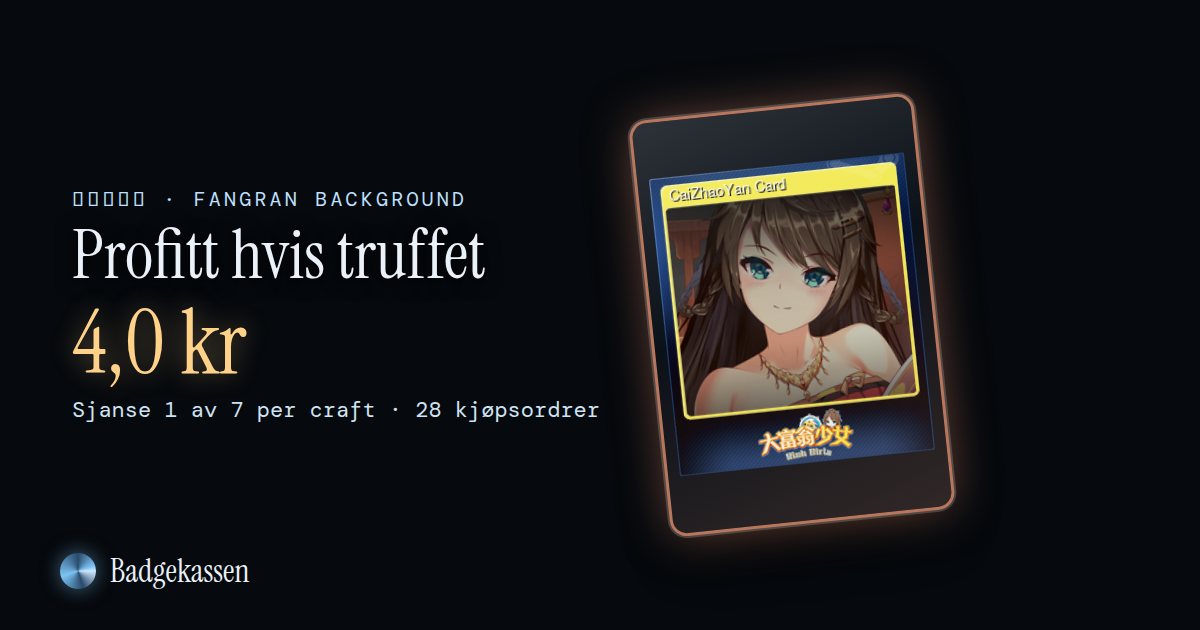 · FANGRAN BACKGROUND
Profitt hvis truffet
4,0 kr
Sjanse 1 av 7 per craft · 28 kjøpsordrer
CaiZhaoYan Card
大富翁少女
Rich Girls
Badgekassen